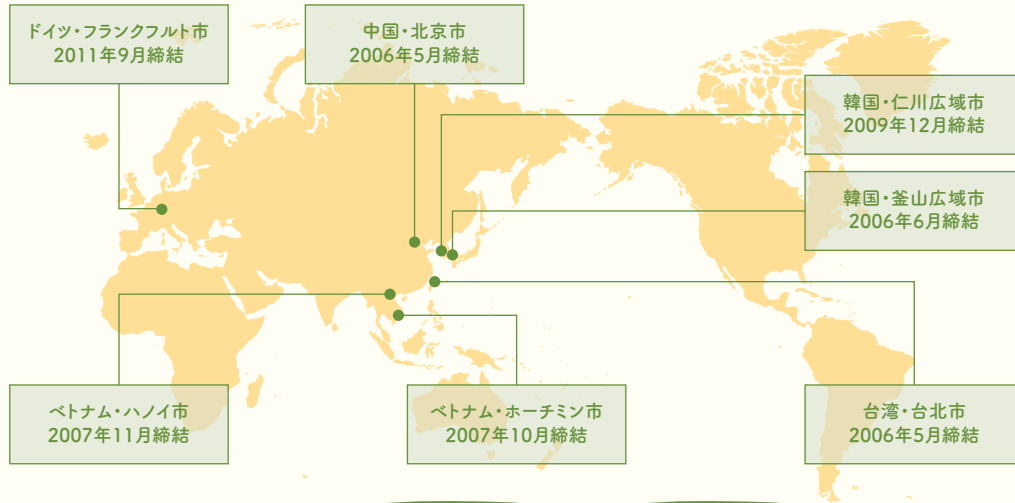 ドイツ・フランクフルト市
2011年9月締結
中国・北京市
2006年5月締結
韓国・仁川広域市
2009年12月締結
韓国・釜山広域市
2006年6月締結
ベトナム・ハノイ市
2007年11月締結
ベトナム・ホーチミン市
2007年10月締結
台湾・台北市
2006年5月締結